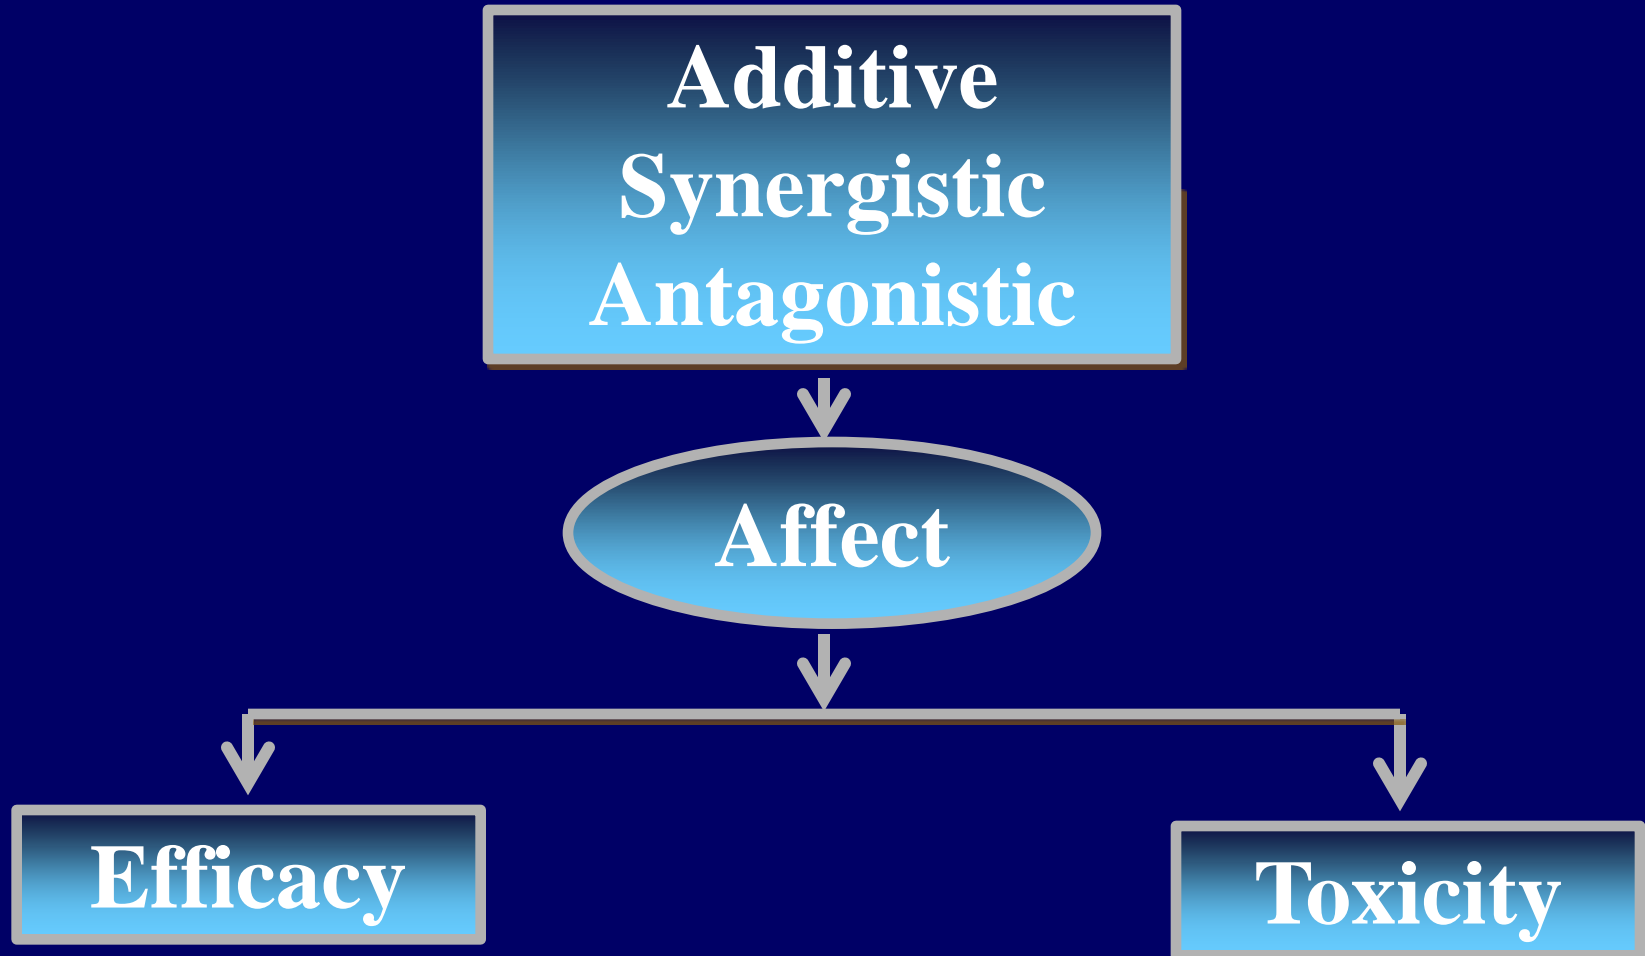 Additive
Synergistic
Antagonistic
Affect
Efficacy
Toxicity